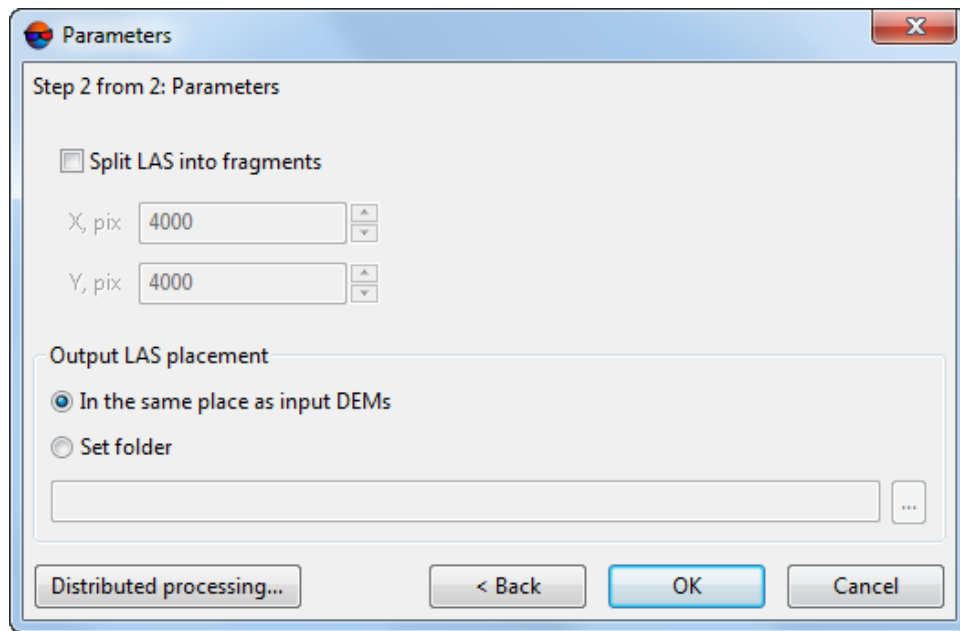 Parameters
Step 2 from 2: Parameters
Split LAS into fragments
X, pix 4000
Y, pix 4000
Output LAS placement
In the same place as input DEMs
Set folder
...
Distributed processing... < Back OK Cancel